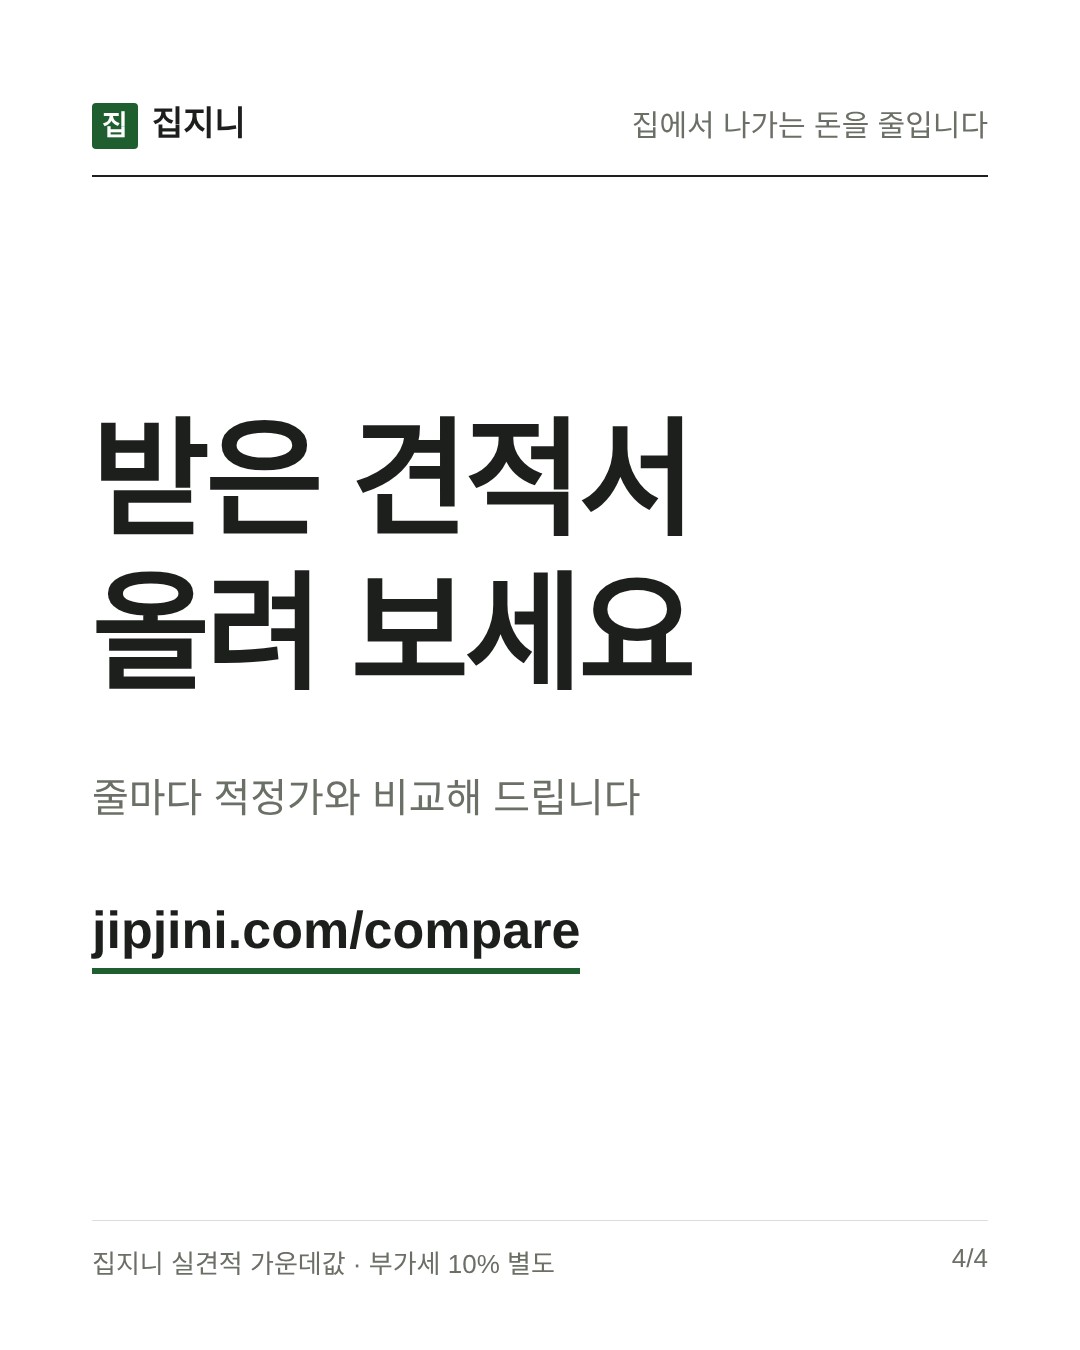 집 집지니
집에서 나가는 돈을 줄입니다
받은 견적서
올려 보세요
줄마다 적정가와 비교해 드립니다
jipjini.com/compare
집지니 실견적 가운데값 · 부가세 10% 별도
4/4